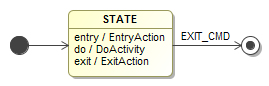 STATE
entry / EntryAction
do / DoActivity
exit / ExitAction
EXIT_CMD